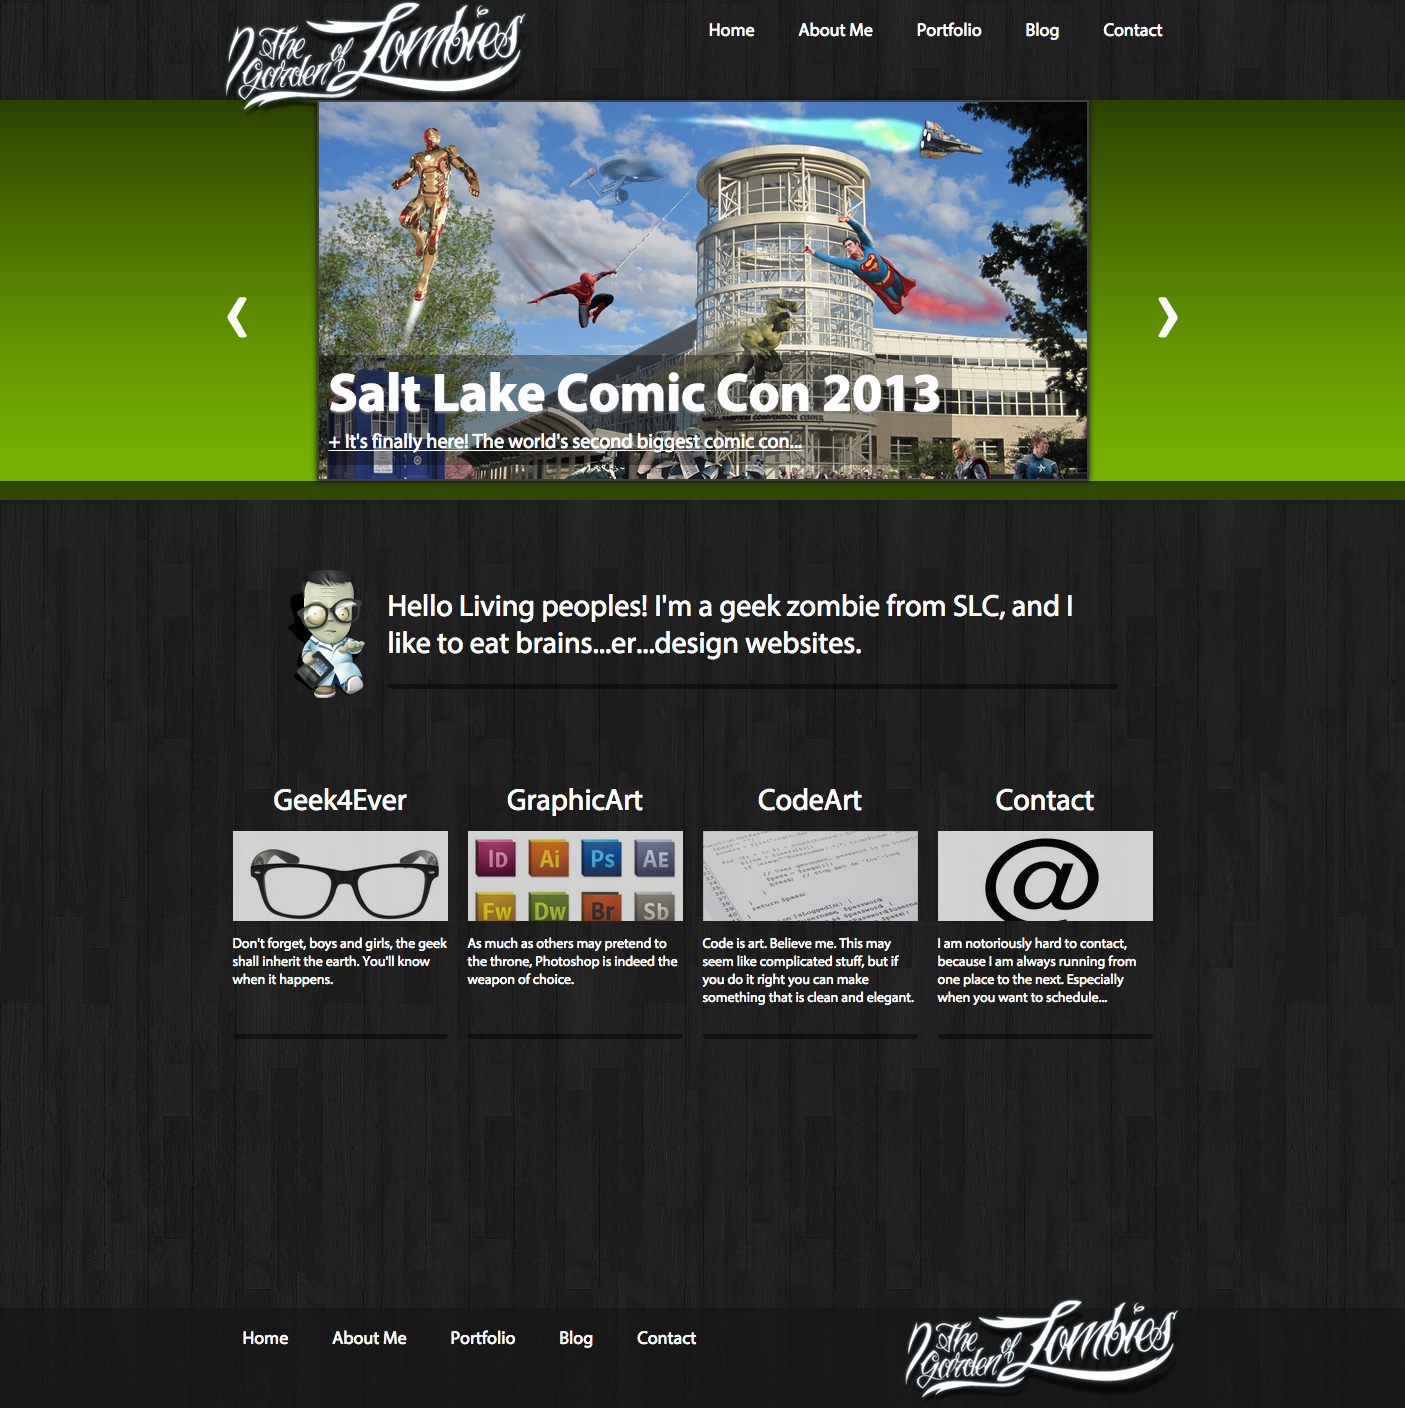 The Garden of Zombies
Home About Me Portfolio Blog Contact
Salt Lake Comic Con 2013
+ It's finally here! The world's second biggest comic con...
Hello Living peoples! I'm a geek zombie from SLC, and I
like to eat brains...er...design websites.
Geek4Ever
Don't forget, boys and girls, the geek
shall inherit the earth. You'll know
when it happens.
GraphicArt
ID Ai Ps AE
Fw Dw Br Sb
As much as others may pretend to
the throne, Photoshop is indeed the
weapon of choice.
CodeArt
Code is art. Believe me. This may
seem like complicated stuff, but if
you do it right you can make
something that is clean and elegant.
Contact
@
I am notoriously hard to contact,
because I am always running from
one place to the next. Especially
when you want to schedule...
Home About Me Portfolio Blog Contact
The Garden of Zombies